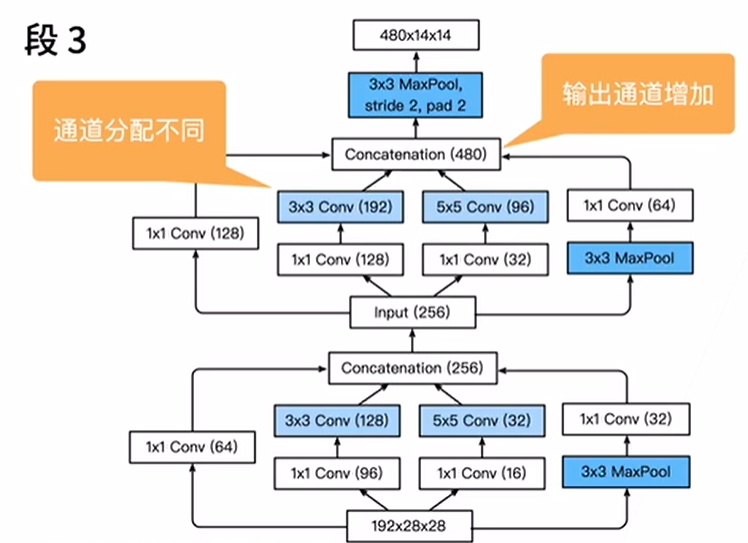 段 3
480x14x14
3x3 MaxPool,
stride 2, pad 2
通道分配不同
输出通道增加
Concatenation (480)
3x3 Conv (192)
5x5 Conv (96)
1x1 Conv (64)
1x1 Conv (128)
1x1 Conv (128)
1x1 Conv (32)
3x3 MaxPool
Input (256)
Concatenation (256)
3x3 Conv (128)
5x5 Conv (32)
1x1 Conv (32)
1x1 Conv (64)
1x1 Conv (96)
1x1 Conv (16)
3x3 MaxPool
192x28x28